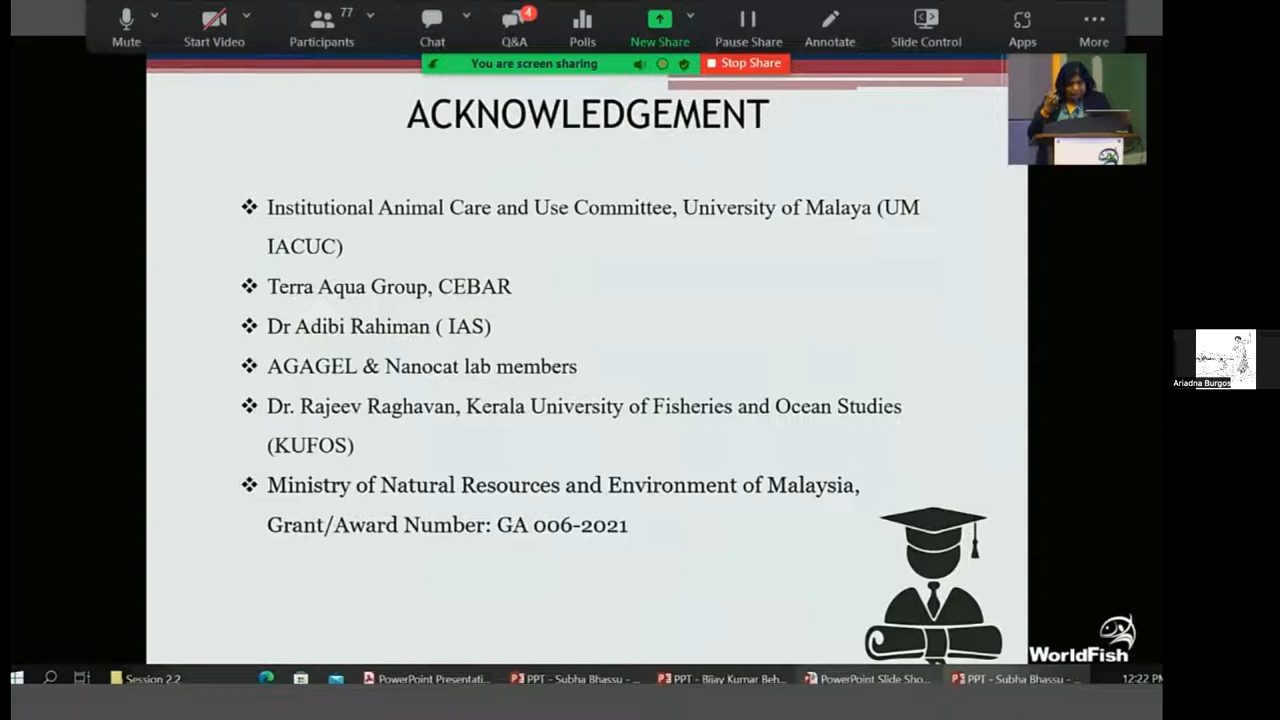 77
4
Mute
Start Video
Participants
Chat
Q&A
Polls
New Share
Pause Share
Annotate
Slide Control
Apps
More
You are screen sharing
Stop Share
ACKNOWLEDGEMENT
Institutional Animal Care and Use Committee, University of Malaya (UM
IACUC)
Terra Aqua Group, CEBAR
Dr Adibi Rahiman ( IAS)
AGAGEL & Nanocat lab members
Dr. Rajeev Raghavan, Kerala University of Fisheries and Ocean Studies
(KUFOS)
Ministry of Natural Resources and Environment of Malaysia,
Grant/Award Number: GA 006-2021
Ariadna Burgos
WorldFish
Session 2.2
PowerPoint Presentati...
PPT - Subha Bhassu - ...
PPT - Bijay Kumar Beh...
PowerPoint Slide Sho...
PPT - Subha Bhassu - ...
12:22 PM